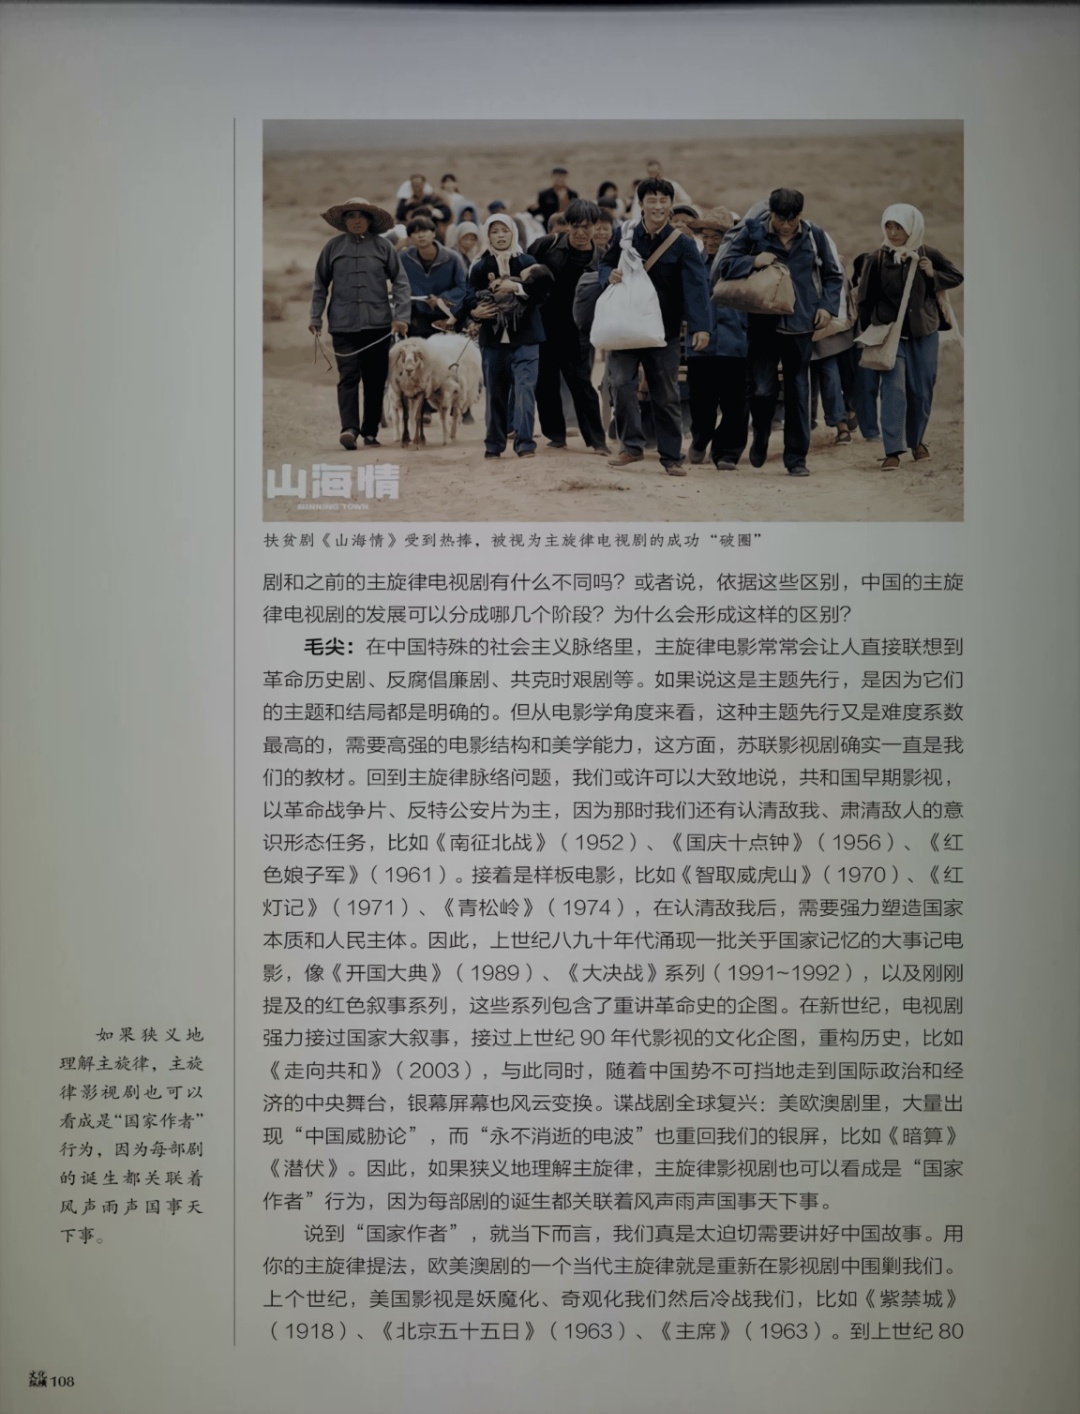 山海情
MINNING TOWN
扶贫剧《山海情》受到热捧，被视为主旋律电视剧的成功“破圈”
剧和之前的主旋律电视剧有什么不同吗？或者说，依据这些区别，中国的主旋
律电视剧的发展可以分成哪几个阶段？为什么会形成这样的区别？
毛尖：在中国特殊的社会主义脉络里，主旋律电影常常会让人直接联想到
革命历史剧、反腐倡廉剧、共克时艰剧等。如果说这是主题先行，是因为它们
的主题和结局都是明确的。但从电影学角度来看，这种主题先行又是难度系数
最高的，需要高强的电影结构和美学能力，这方面，苏联影视剧确实一直是我
们的教材。回到主旋律脉络问题，我们或许可以大致地说，共和国早期影视，
以革命战争片、反特公安片为主，因为那时我们还有认清敌我、肃清敌人的意
识形态任务，比如《南征北战》（1952）、《国庆十点钟》（1956）、《红
色娘子军》（1961）。接着是样板电影，比如《智取威虎山》（1970）、《红
灯记》（1971）、《青松岭》（1974），在认清敌我后，需要强力塑造国家
本质和人民主体。因此，上世纪八九十年代涌现一批关乎国家记忆的大事记电
影，像《开国大典》（1989）、《大决战》系列（1991~1992），以及刚刚
提及的红色叙事系列，这些系列包含了重讲革命史的企图。在新世纪，电视剧
强力接过国家大叙事，接过上世纪 90 年代影视的文化企图，重构历史，比如
《走向共和》（2003），与此同时，随着中国势不可挡地走到国际政治和经
济的中央舞台，银幕屏幕也风云变换。谍战剧全球复兴：美欧澳剧里，大量出
现“中国威胁论”，而“永不消逝的电波”也重回我们的银屏，比如《暗算》
《潜伏》。因此，如果狭义地理解主旋律，主旋律影视剧也可以看成是“国家
作者”行为，因为每部剧的诞生都关联着风声雨声国事天下事。
说到“国家作者”，就当下而言，我们真是太迫切需要讲好中国故事。用
你的主旋律提法，欧美澳剧的一个当代主旋律就是重新在影视剧中围剿我们。
上个世纪，美国影视是妖魔化、奇观化我们然后冷战我们，比如《紫禁城》
（1918）、《北京五十五日》（1963）、《主席》（1963）。到上世纪 80
如果狭义地
理解主旋律，主旋
律影视剧也可以
看成是“国家作者”
行为，因为每部剧
的诞生都关联着
风声雨声国事天
下事。
文化
纵横 108